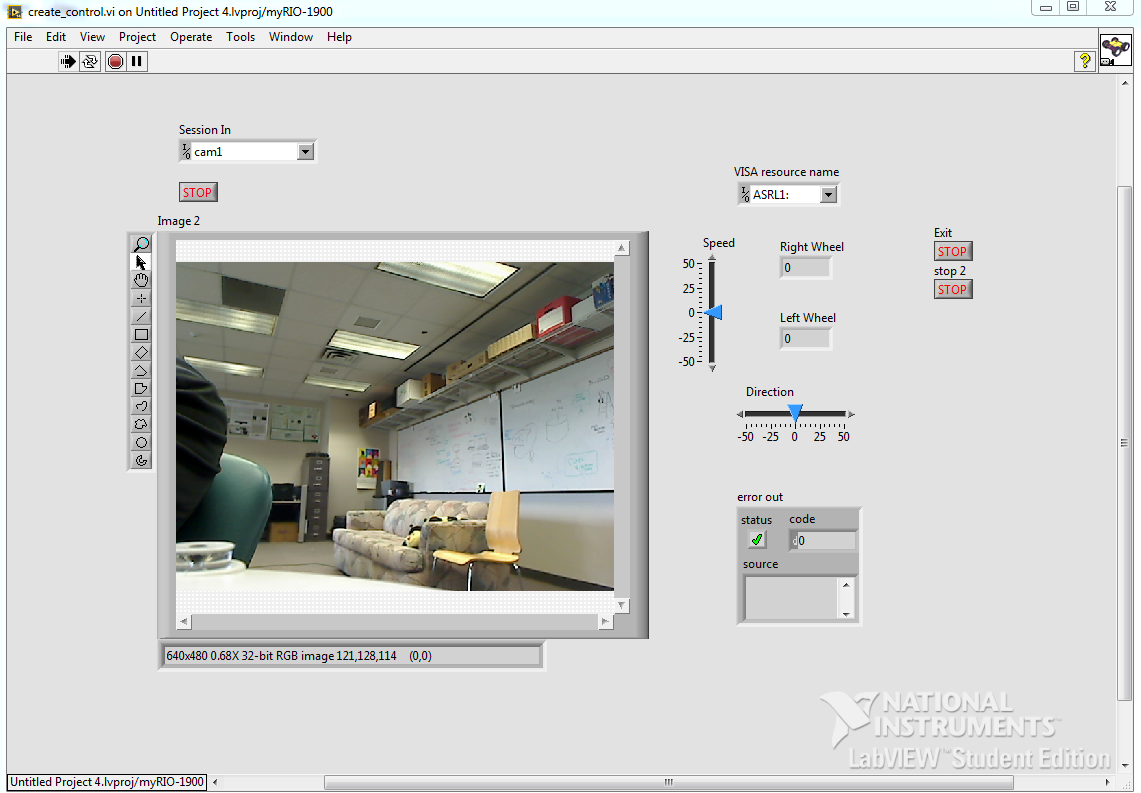 create_control.vi on Untitled Project 4.lvproj/myRIO-1900
File Edit View Project Operate Tools Window Help
Session In
cam1
STOP
Image 2
640x480 0.68X 32-bit RGB image 121,128,114 (0,0)
VISA resource name
ASRL1:
Speed
50
25
0
-25
-50
Right Wheel
0
Left Wheel
0
Exit
STOP
stop 2
STOP
Direction
-50 -25 0 25 50
error out
status code
d0
source
NATIONAL
INSTRUMENTS™
LabVIEW™ Student Edition
Untitled Project 4.lvproj/myRIO-1900